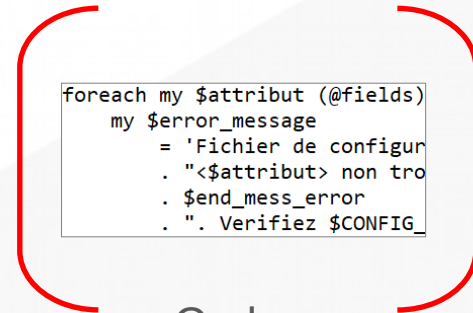 foreach my $attribut (@fields)
my $error_message
= 'Fichier de configur
. "<$attribut> non tro
. $end_mess_error
. ". Verifiez $CONFIG_